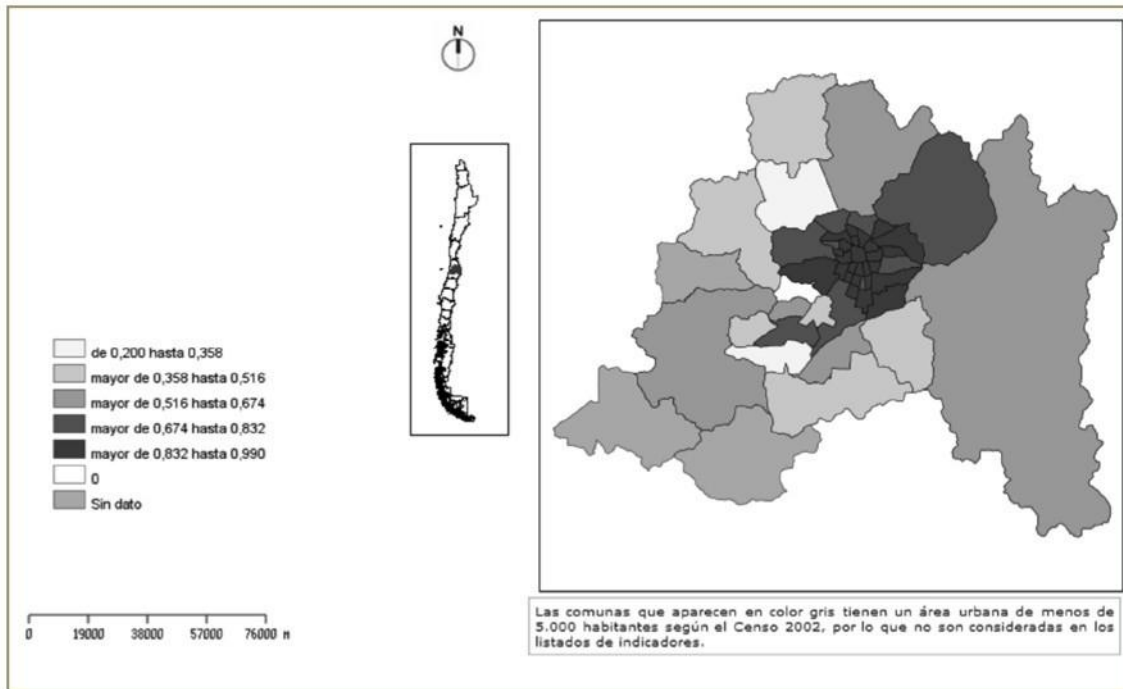 N
de 0,200 hasta 0,358
mayor de 0,358 hasta 0,516
mayor de 0,516 hasta 0,674
mayor de 0,674 hasta 0,832
mayor de 0,832 hasta 0,990
0
Sin dato
0 19000 38000 57000 76000 m
Las comunas que aparecen en color gris tienen un área urbana de menos de
5.000 habitantes según el Censo 2002, por lo que no son consideradas en los
listados de indicadores.